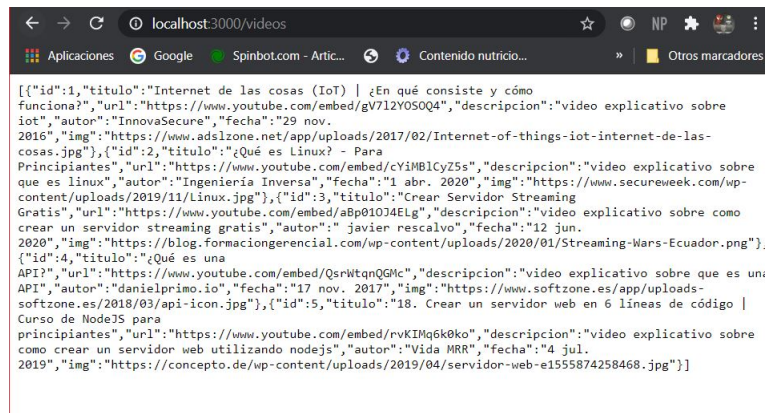 localhost:3000/videos
NP
Aplicaciones Google Spinbot.com - Artic... Contenido nutricio... » Otros marcadores
[{"id":1,"titulo":"Internet de las cosas (IoT) | ¿En qué consiste y cómo
funciona?","url":"https://www.youtube.com/embed/gV7l2YOSOQ4","descripcion":"video explicativo sobre
iot","autor":"InnovaSecure","fecha":"29 nov.
2016","img":"https://www.adslzone.net/app/uploads/2017/02/Internet-of-things-iot-internet-de-las-
cosas.jpg"},{"id":2,"titulo":"¿Qué es Linux? - Para
Principiantes","url":"https://www.youtube.com/embed/cYiMBlCyZ5s","descripcion":"video explicativo sobre
que es linux","autor":"Ingeniería Inversa","fecha":"1 abr. 2020","img":"https://www.secureweek.com/wp-
content/uploads/2019/11/Linux.jpg"},{"id":3,"titulo":"Crear Servidor Streaming
Gratis","url":"https://www.youtube.com/embed/aBp01OJ4ELg","descripcion":"video explicativo sobre como
crear un servidor streaming gratis","autor":" javier rescalvo","fecha":"12 jun.
2020","img":"https://blog.formaciongerencial.com/wp-content/uploads/2020/01/Streaming-Wars-Ecuador.png"},
{"id":4,"titulo":"¿Qué es una
API?","url":"https://www.youtube.com/embed/QsrWtqnQGMc","descripcion":"video explicativo sobre que es una
API","autor":"danielprimo.io","fecha":"17 nov. 2017","img":"https://www.softzone.es/app/uploads-
softzone.es/2018/03/api-icon.jpg"},{"id":5,"titulo":"18. Crear un servidor web en 6 líneas de código |
Curso de NodeJS para
principiantes","url":"https://www.youtube.com/embed/rvKIMq6k0ko","descripcion":"video explicativo sobre
como crear un servidor web utilizando nodejs","autor":"Vida MRR","fecha":"4 jul.
2019","img":"https://concepto.de/wp-content/uploads/2019/04/servidor-web-e1555874258468.jpg"}]